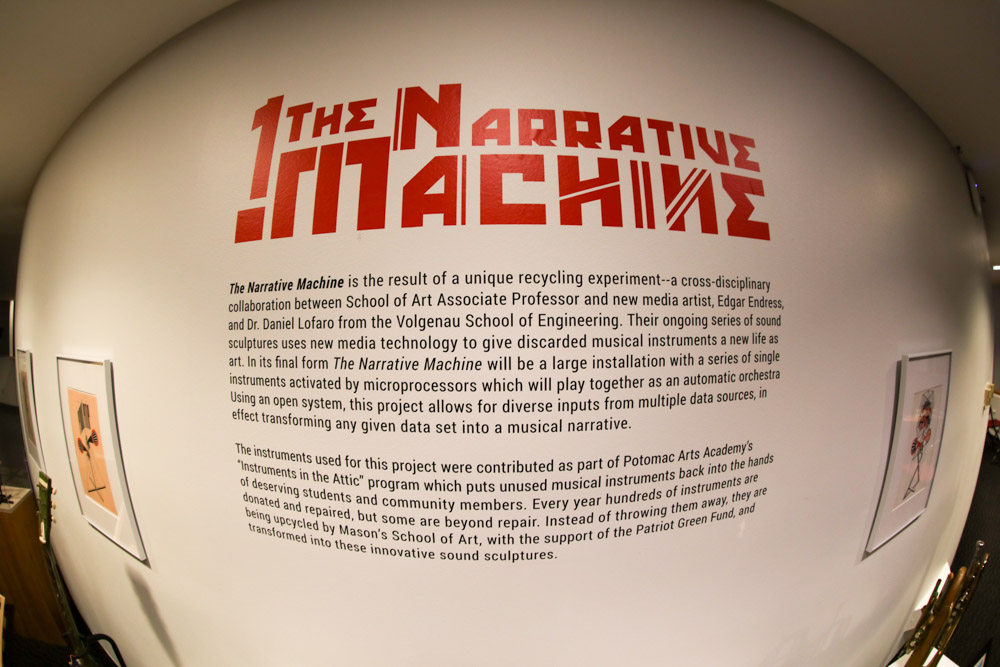 The Narrative
Machine
The Narrative Machine is the result of a unique recycling experiment--a cross-disciplinary
collaboration between School of Art Associate Professor and new media artist, Edgar Endress,
and Dr. Daniel Lofaro from the Volgenau School of Engineering. Their ongoing series of sound
sculptures uses new media technology to give discarded musical instruments a new life as
art. In its final form The Narrative Machine will be a large installation with a series of single
instruments activated by microprocessors which will play together as an automatic orchestra
Using an open system, this project allows for diverse inputs from multiple data sources, in
effect transforming any given data set into a musical narrative.
The instruments used for this project were contributed as part of Potomac Arts Academy's
"Instruments in the Attic" program which puts unused musical instruments back into the hands
of deserving students and community members. Every year hundreds of instruments are
donated and repaired, but some are beyond repair. Instead of throwing them away, they are
being upcycled by Mason's School of Art, with the support of the Patriot Green Fund, and
transformed into these innovative sound sculptures.